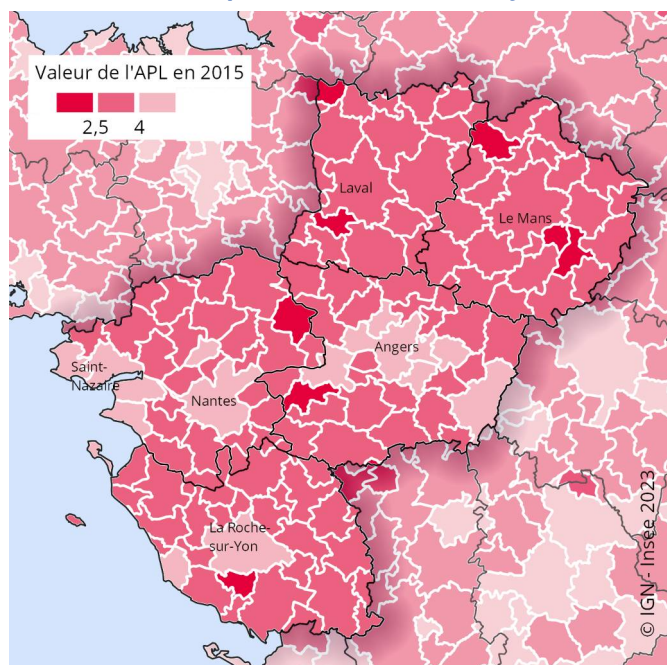 Valeur de l'APL en 2015
2,5 4
Laval
Le Mans
Angers
Saint-
Nazaire
Nantes
La Roche-
sur-Yon
© IGN - Insee 2023